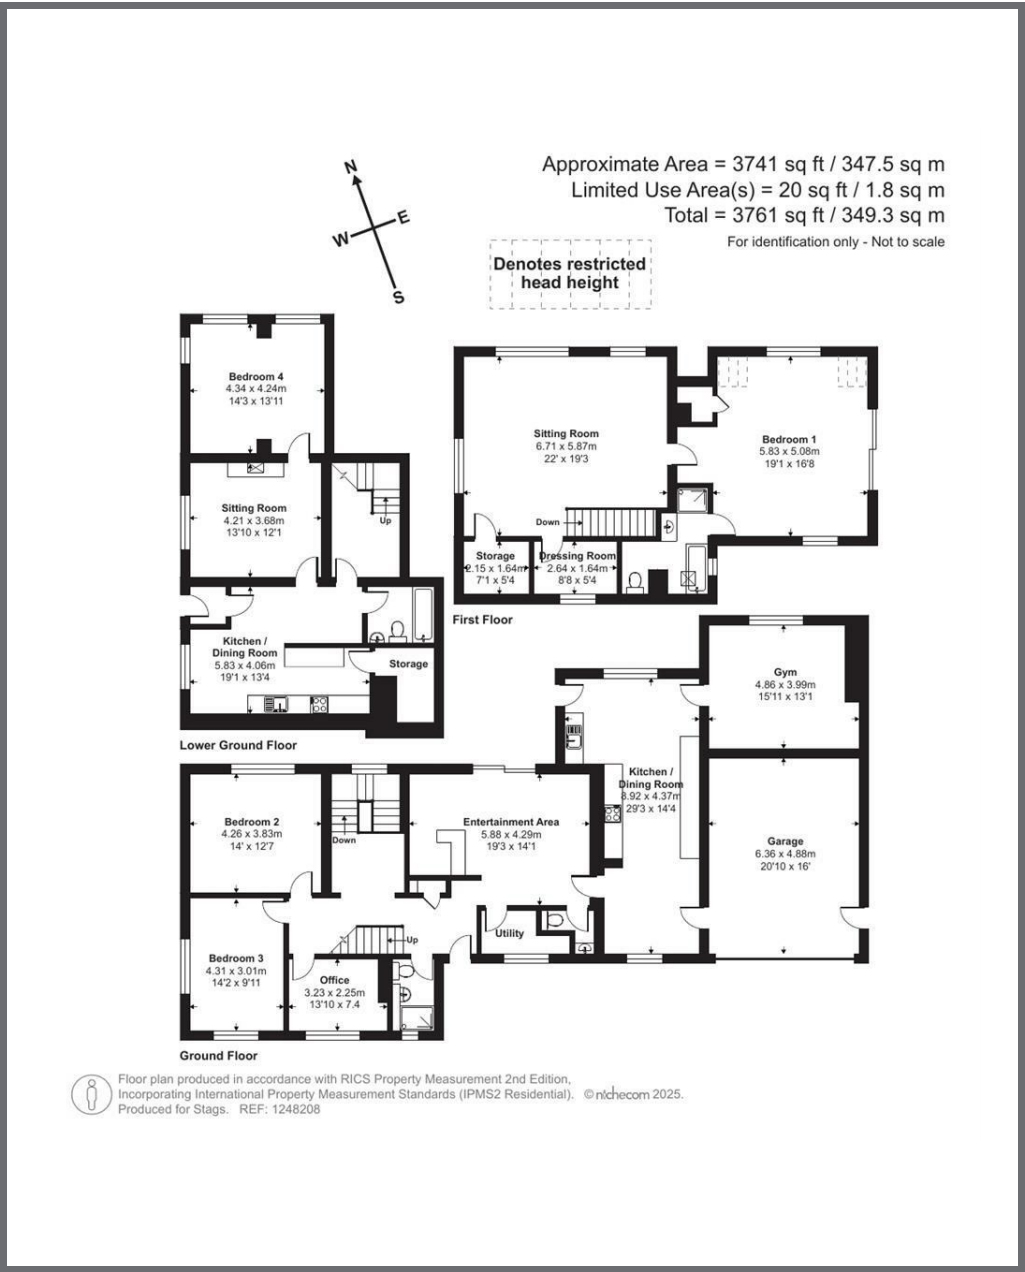 Approximate Area = 3741 sq ft / 347.5 sq m
Limited Use Area(s) = 20 sq ft / 1.8 sq m
Total = 3761 sq ft / 349.3 sq m
For identification only - Not to scale
N
E
W
S
Denotes restricted
head height
Bedroom 4
4.34 x 4.24m
14'3 x 13'11
Sitting Room
4.21 x 3.68m
13'10 x 12'1
Up
Kitchen /
Dining Room
5.83 x 4.06m
19'1 x 13'4
Storage
Lower Ground Floor
Sitting Room
6.71 x 5.87m
22' x 19'3
Bedroom 1
5.83 x 5.08m
19'1 x 16'8
Down
Storage
2.15 x 1.64m
7'1 x 5'4
Dressing Room
2.64 x 1.64m
8'8 x 5'4
First Floor
Gym
4.86 x 3.99m
15'11 x 13'1
Kitchen /
Dining Room
8.92 x 4.37m
29'3 x 14'4
Garage
6.36 x 4.88m
20'10 x 16'
Bedroom 2
4.26 x 3.83m
14' x 12'7
Down
Entertainment Area
5.88 x 4.29m
19'3 x 14'1
Utility
Up
Bedroom 3
4.31 x 3.01m
14'2 x 9'11
Office
3.23 x 2.25m
13'10 x 7.4
Ground Floor
Floor plan produced in accordance with RICS Property Measurement 2nd Edition,
Incorporating International Property Measurement Standards (IPMS2 Residential). © nichecom 2025.
Produced for Stags. REF: 1248208